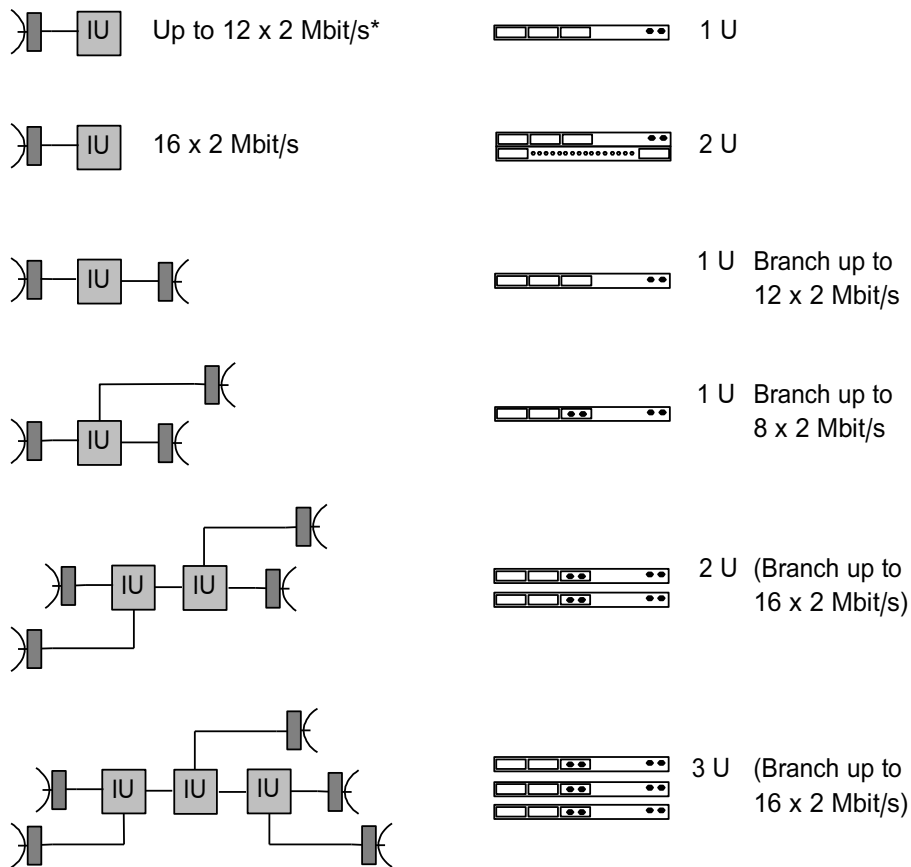 IU Up to 12 x 2 Mbit/s* 1 U
IU 16 x 2 Mbit/s 2 U
IU 1 U Branch up to
12 x 2 Mbit/s
IU 1 U Branch up to
8 x 2 Mbit/s
IU IU 2 U (Branch up to
16 x 2 Mbit/s)
IU IU IU 3 U (Branch up to
16 x 2 Mbit/s)